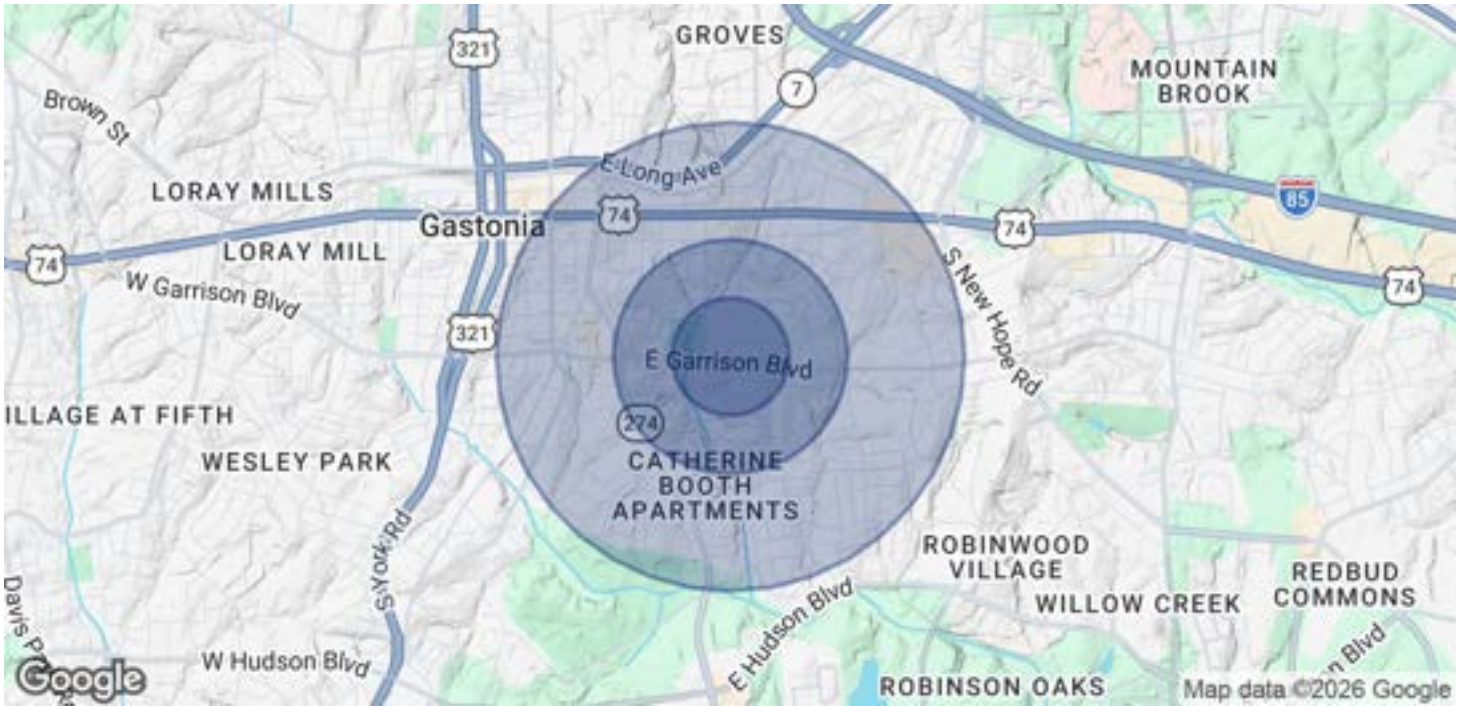 GROVES
321
MOUNTAIN
BROOK
7
Brown St
E Long Ave
LORAY MILLS
85
74
Gastonia
74
LORAY MILL
74
W Garrison Blvd
S New Hope Rd
74
321
E Garrison Blvd
ILLAGE AT FIFTH
274
WESLEY PARK
CATHERINE
BOOTH
APARTMENTS
S York Rd
ROBINWOOD
VILLAGE
REDBUD
COMMONS
WILLOW CREEK
Davis P
E Hudson Blvd
W Hudson Blvd
n Blvd
Google
ROBINSON OAKS
Map data ©2026 Google